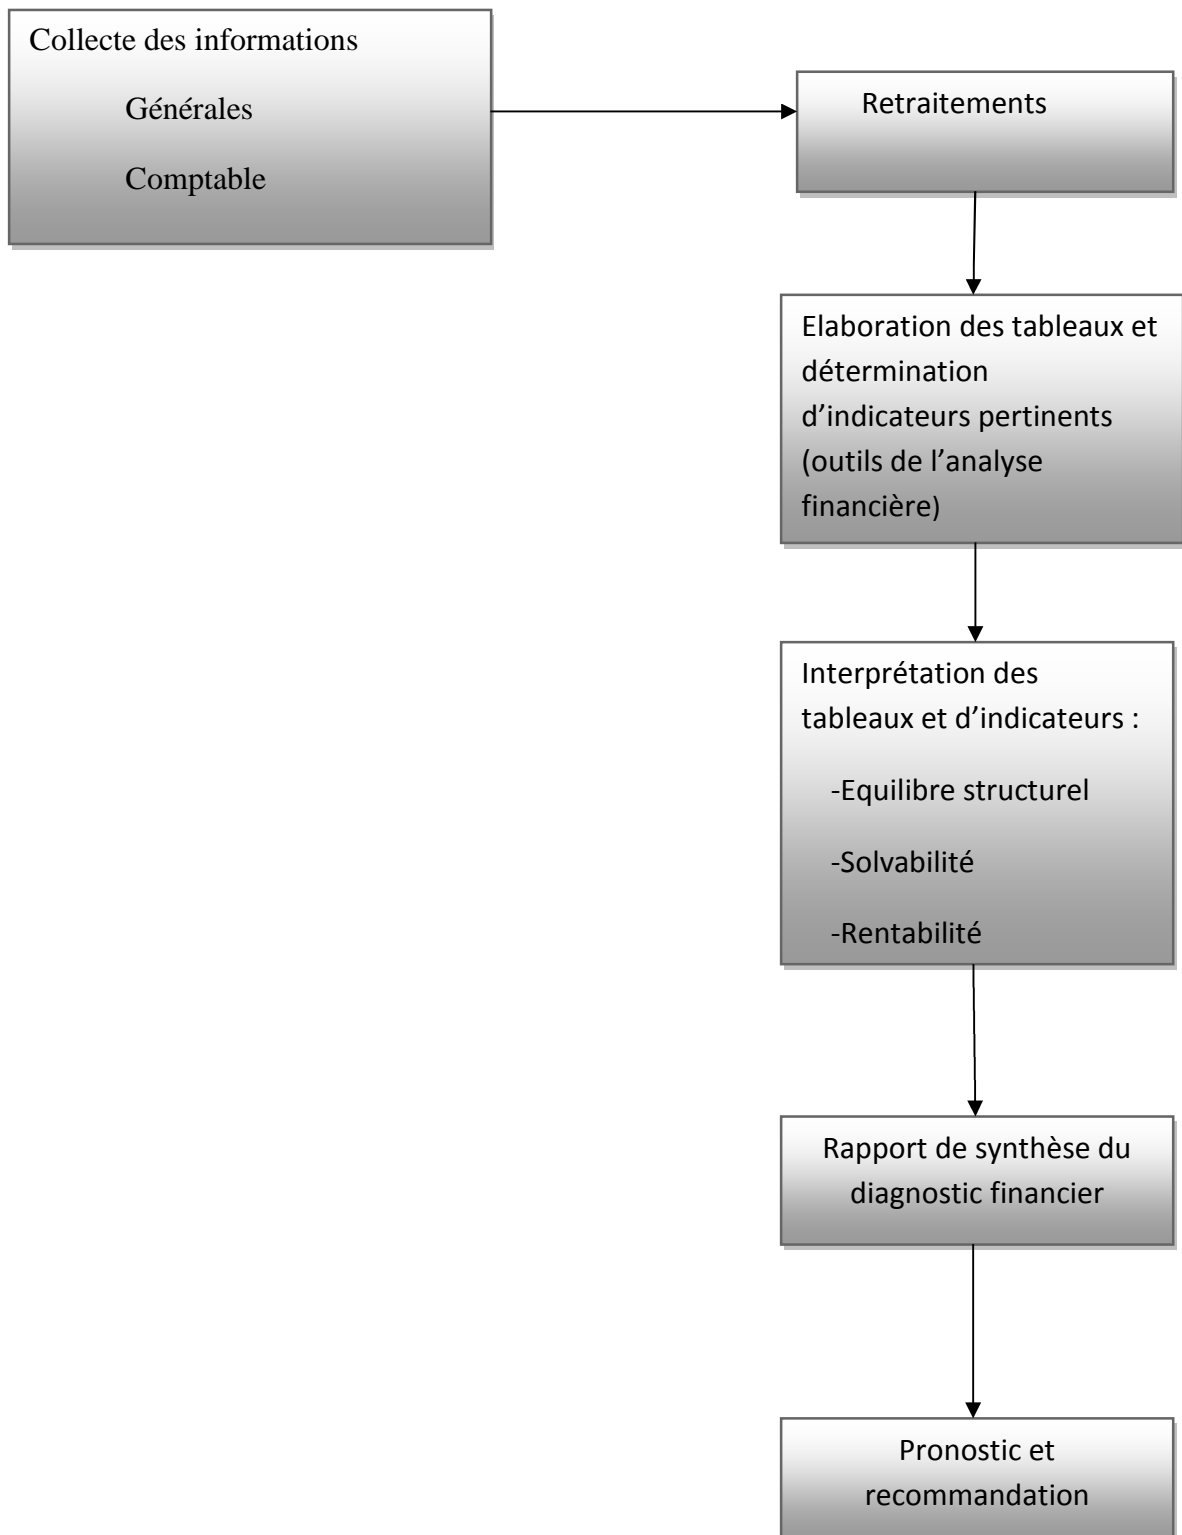 Collecte des informations
Générales
Comptable
Retraitements
Elaboration des tableaux et
détermination
d’indicateurs pertinents
(outils de l’analyse
financière)
Interprétation des
tableaux et d’indicateurs :
-Equilibre structurel
-Solvabilité
-Rentabilité
Rapport de synthèse du
diagnostic financier
Pronostic et
recommandation